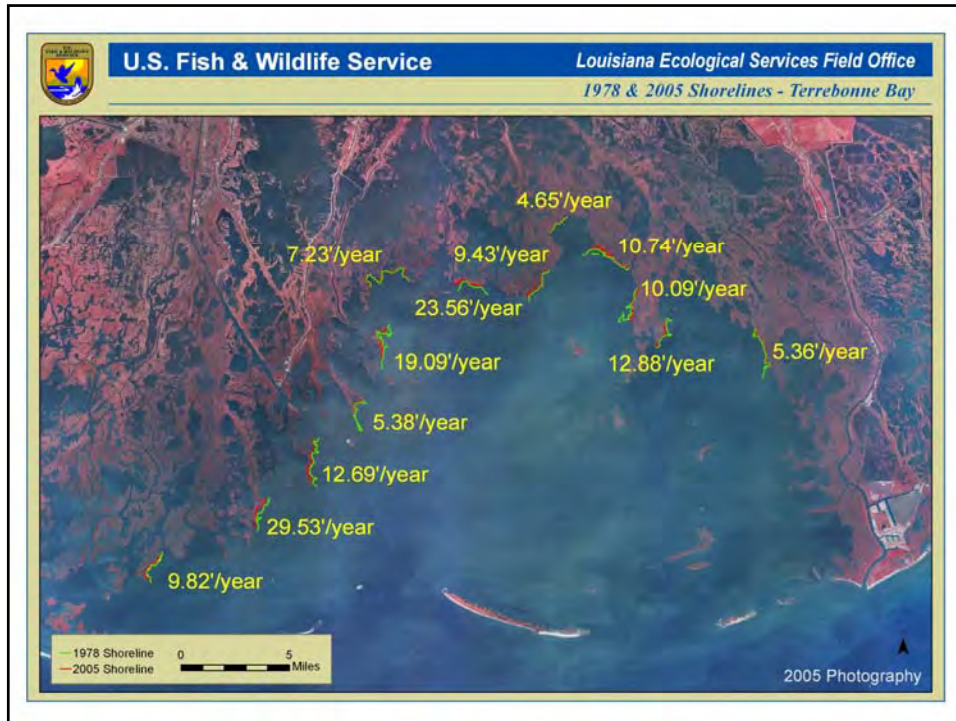 U.S.
FISH & WILDLIFE
SERVICE
U.S. Fish & Wildlife Service
Louisiana Ecological Services Field Office
1978 & 2005 Shorelines - Terrebonne Bay
4.65'/year
7.23'/year
9.43'/year
10.74'/year
23.56'/year
10.09'/year
19.09'/year
12.88'/year
5.36'/year
5.38'/year
12.69'/year
29.53'/year
9.82'/year
1978 Shoreline
2005 Shoreline
0 5
Miles
2005 Photography